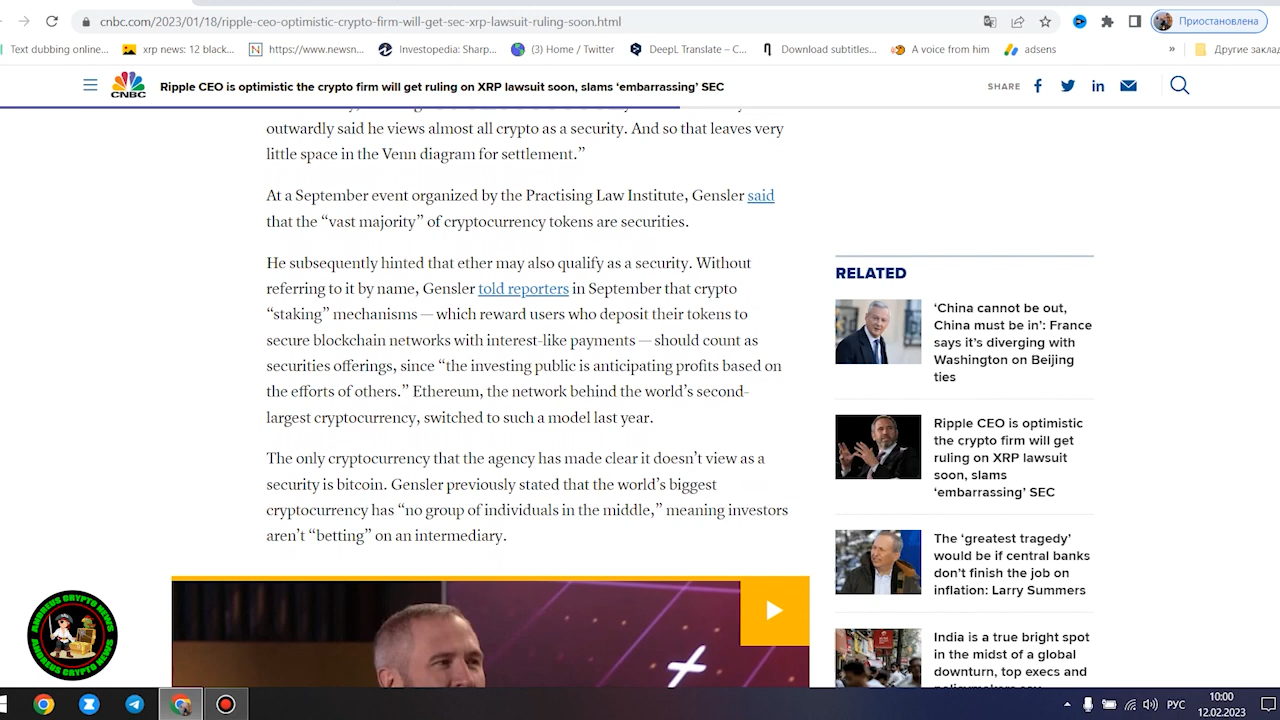 cnbc.com/2023/01/18/ripple-ceo-optimistic-crypto-firm-will-get-sec-xrp-lawsuit-ruling-soon.html
Приостановлена
Text dubbing online...
xrp news: 12 black...
https://www.newsn...
Investopedia: Sharp...
(3) Home / Twitter
DeepL Translate – C...
Download subtitles...
A voice from him
adsens
»
Другие закла
CNBC
Ripple CEO is optimistic the crypto firm will get ruling on XRP lawsuit soon, slams ‘embarrassing’ SEC
SHARE
outwardly said he views almost all crypto as a security. And so that leaves very
little space in the Venn diagram for settlement.”
At a September event organized by the Practising Law Institute, Gensler said
that the “vast majority” of cryptocurrency tokens are securities.
He subsequently hinted that ether may also qualify as a security. Without
referring to it by name, Gensler told reporters in September that crypto
“staking” mechanisms — which reward users who deposit their tokens to
secure blockchain networks with interest-like payments — should count as
securities offerings, since “the investing public is anticipating profits based on
the efforts of others.” Ethereum, the network behind the world’s second-
largest cryptocurrency, switched to such a model last year.
The only cryptocurrency that the agency has made clear it doesn’t view as a
security is bitcoin. Gensler previously stated that the world’s biggest
cryptocurrency has “no group of individuals in the middle,” meaning investors
aren’t “betting” on an intermediary.
RELATED
‘China cannot be out,
China must be in’: France
says it’s diverging with
Washington on Beijing
ties
Ripple CEO is optimistic
the crypto firm will get
ruling on XRP lawsuit
soon, slams
‘embarrassing’ SEC
The ‘greatest tragedy’
would be if central banks
don’t finish the job on
inflation: Larry Summers
India is a true bright spot
in the midst of a global
downturn, top execs and
ANDREUS CRYPTO NEWS
ANDREUS CRYPTO NEWS
РУС
10:00
12.02.2023